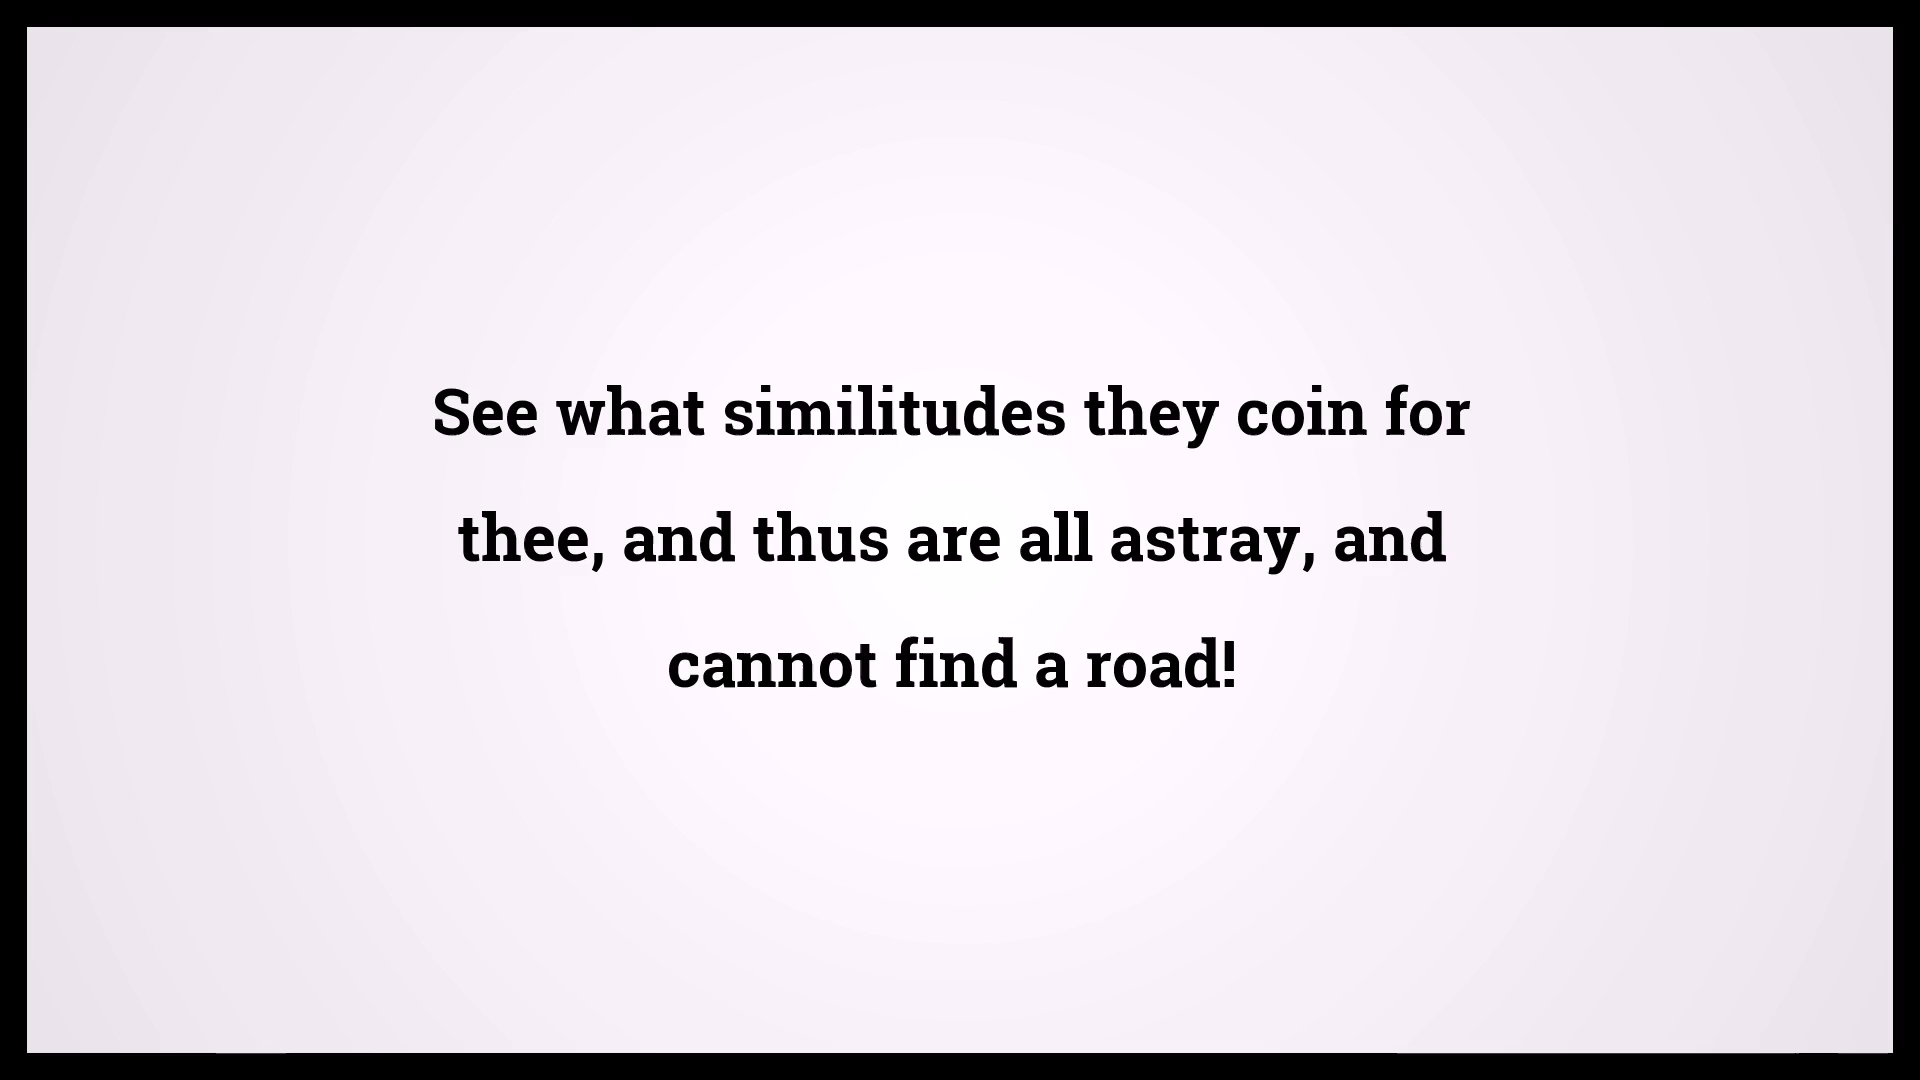 See what similitudes they coin for
thee, and thus are all astray, and
cannot find a road!